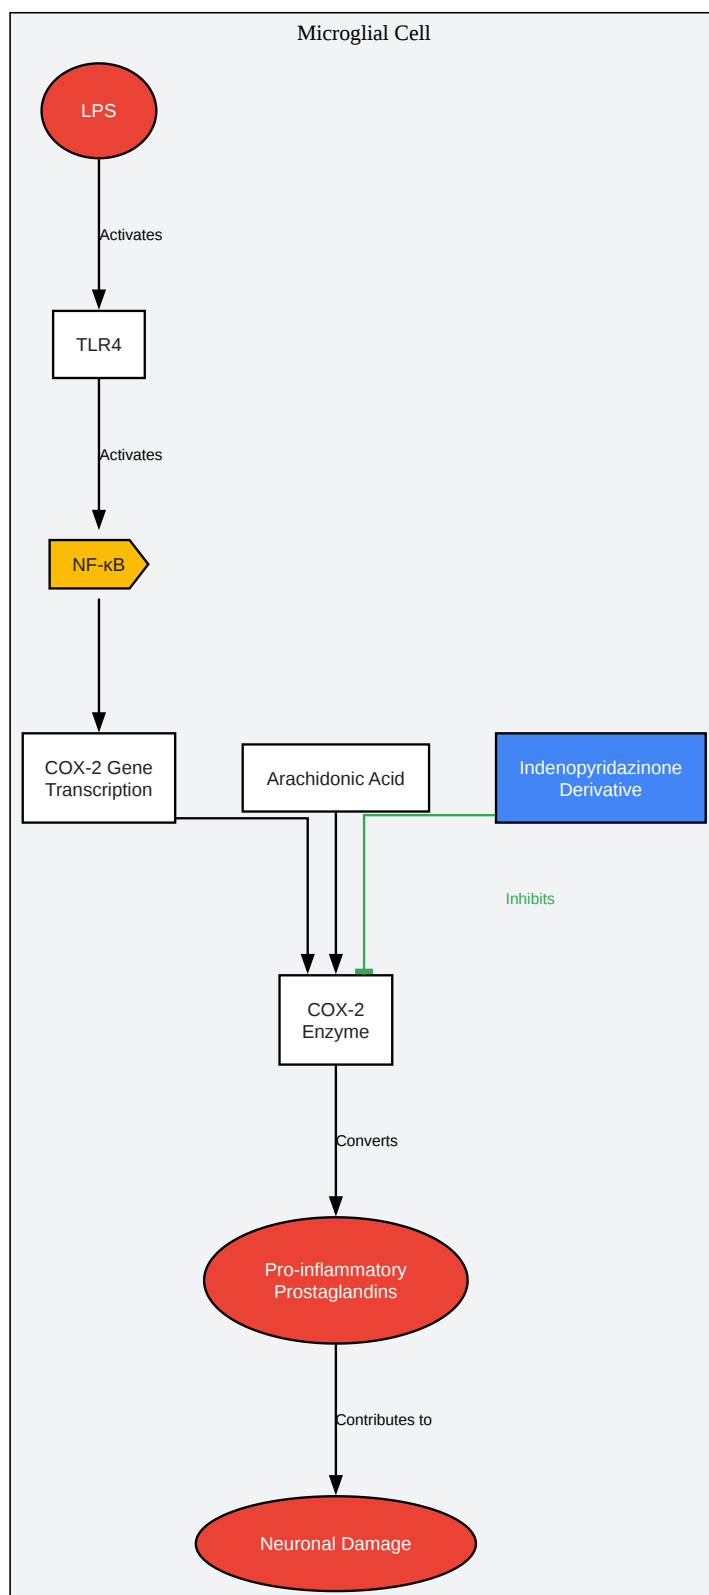 Microglial Cell
LPS
Activates
TLR4
Activates
NF-κB
COX-2 Gene
Transcription
Arachidonic Acid
Indenopyridazinone
Derivative
Inhibits
COX-2
Enzyme
Converts
Pro-inflammatory
Prostaglandins
Contributes to
Neuronal Damage